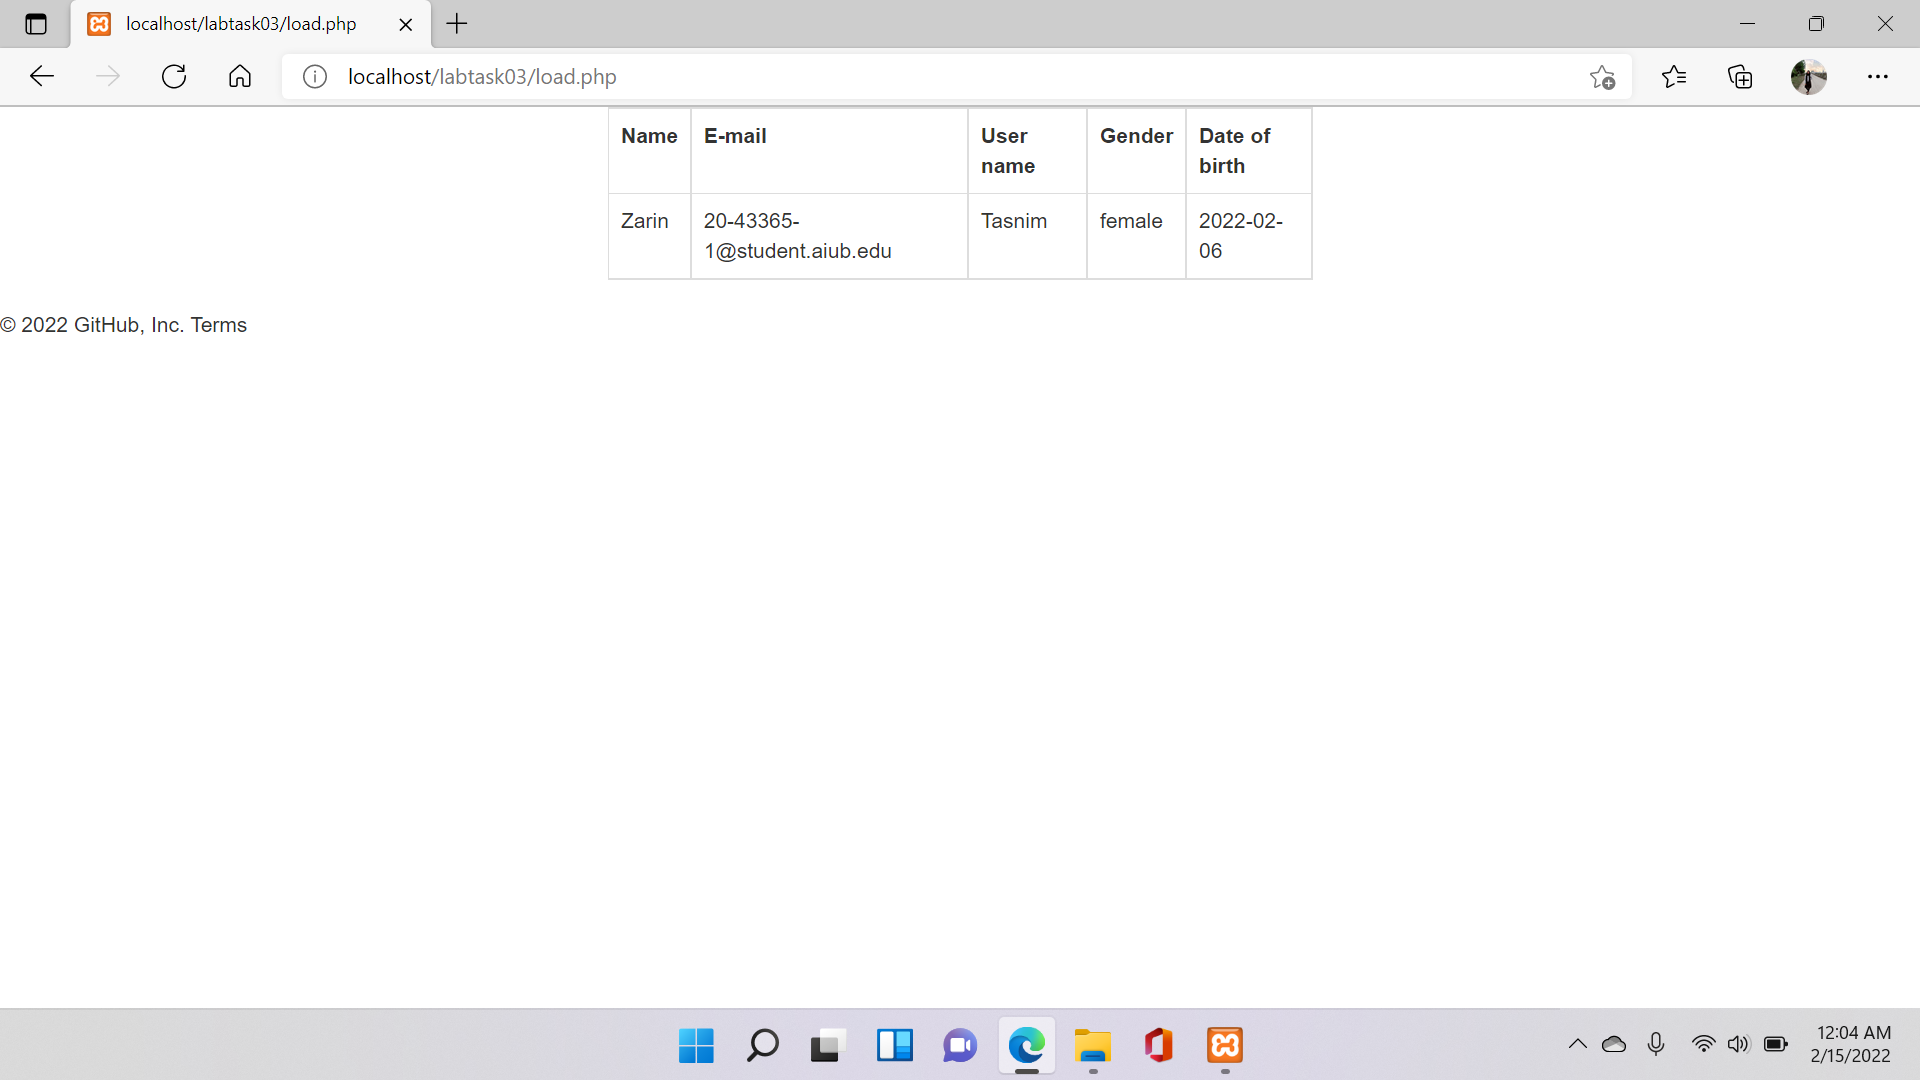 localhost/labtask03/load.php
localhost/labtask03/load.php
Name E-mail User name Gender Date of birth
Zarin 20-43365-1@student.aiub.edu Tasnim female 2022-02-06
© 2022 GitHub, Inc. Terms
12:04 AM
2/15/2022